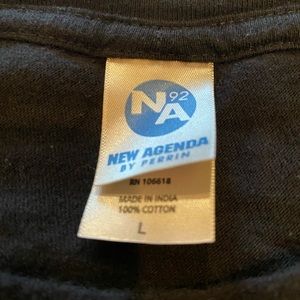 NA 92
NEW AGENDA
BY PERRIN
RN 106618
MADE IN INDIA
100% COTTON
L